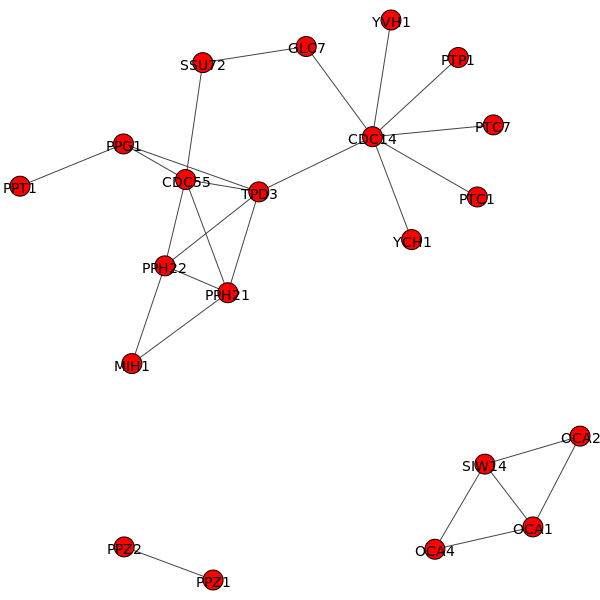 YVH1
GLC7
PTP1
SSU72
PTC7
CDC14
PPG1
CDC55
PPT1
TPD3
PTC1
YCH1
PPH22
PPH21
MIH1
OCA2
SIW14
OCA1
OCA4
PPZ2
PPZ1